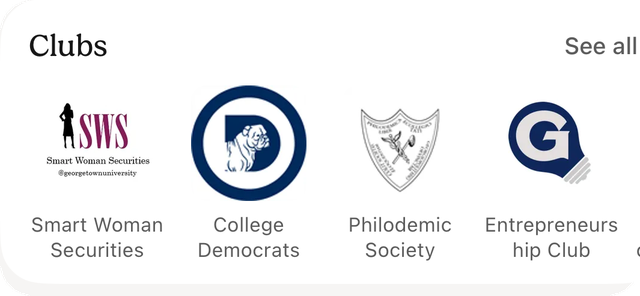 Clubs
See all
SWS
Smart Woman Securities
@georgetownuniversity
D
G
Smart Woman
Securities
College
Democrats
Philodemic
Society
Entrepreneurs
hip Club